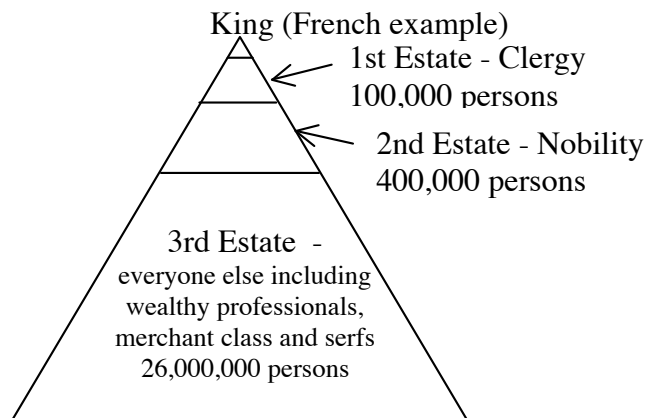 King (French example)
1st Estate - Clergy
100,000 persons
2nd Estate - Nobility
400,000 persons
3rd Estate -
everyone else including
wealthy professionals,
merchant class and serfs
26,000,000 persons